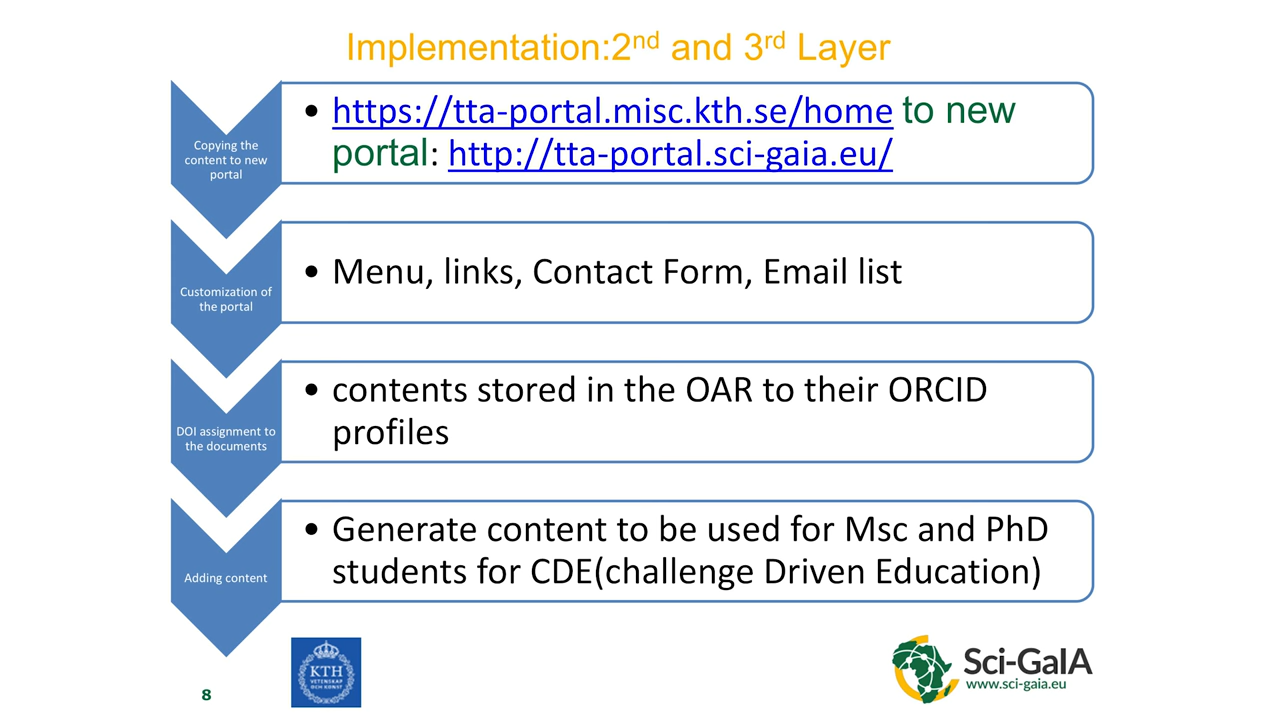 Implementation:2nd and 3rd Layer
Copying the
content to new
portal
• https://tta-portal.misc.kth.se/home to new
portal: http://tta-portal.sci-gaia.eu/
Customization of
the portal
• Menu, links, Contact Form, Email list
DOI assignment to
the documents
• contents stored in the OAR to their ORCID
profiles
Adding content
• Generate content to be used for Msc and PhD
students for CDE(challenge Driven Education)
8
KTH
VETENSKAP
OCH KONST
Sci-GaIA
www.sci-gaia.eu